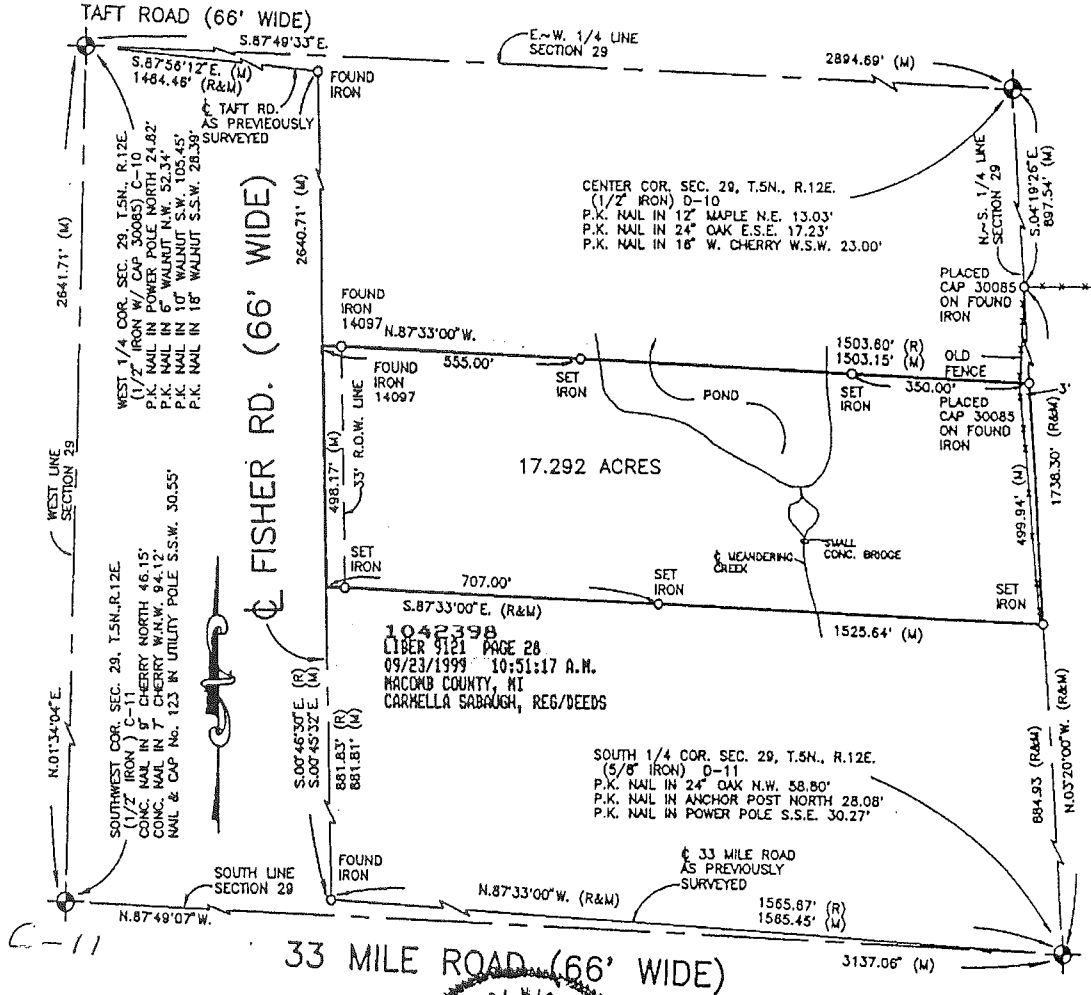 TAFT ROAD (66' WIDE)
S.87°49'33"E.
E.~W. 1/4 LINE
SECTION 29
2894.69' (M)
S.87°56'12"E. (M)
1464.46' (R&M)
FOUND
IRON
℄ TAFT RD.
AS PREVIEOUSLY
SURVEYED
2641.71' (M)
WEST 1/4 COR. SEC. 29, T.5N., R.12E.
(1/2" IRON W/ CAP 30085) C-10
P.K. NAIL IN POWER POLE NORTH 24.82'
P.K. NAIL IN 6" WALNUT N.W. 52.34'
P.K. NAIL IN 10" WALNUT S.W. 105.45'
P.K. NAIL IN 18" WALNUT S.S.W. 28.39'
WEST LINE
SECTION 29
℄ FISHER RD. (66' WIDE)
2640.71' (M)
CENTER COR. SEC. 29, T.5N., R.12E.
(1/2" IRON) D-10
P.K. NAIL IN 12" MAPLE N.E. 13.03'
P.K. NAIL IN 24" OAK E.S.E. 17.23'
P.K. NAIL IN 18" W. CHERRY W.S.W. 23.00'
N.~S. 1/4 LINE
SECTION 29
S.04°19'26"E.
897.54' (M)
PLACED
CAP 30085
ON FOUND
IRON
FOUND
IRON
14097
N.87°33'00"W.
555.00'
FOUND
IRON
14097
SET
IRON
POND
1503.60' (R)
1503.15' (M)
SET
IRON
350.00'
OLD
FENCE
PLACED
CAP 30085
ON FOUND
IRON
3'
1738.30' (R&M)
499.94' (M)
498.17' (M)
33' R.O.W. LINE
17.292 ACRES
℄ MEANDERING
CREEK
SMALL
CONC. BRIDGE
SET
IRON
707.00'
S.87°33'00"E. (R&M)
SET
IRON
SET
IRON
1525.64' (M)
1042398
LIBER 9121 PAGE 28
09/23/1999 10:51:17 A.M.
MACOMB COUNTY, MI
CARMELLA SABAUGH, REG/DEEDS
N.01°34'04"E.
SOUTHWEST COR. SEC. 29, T.5N.,R.12E.
(1/2" IRON ) C-11
CONC. NAIL IN 9" CHERRY NORTH 46.15'
CONC. NAIL IN 7" CHERRY W.N.W. 94.12'
NAIL & CAP No. 123 IN UTILITY POLE S.S.W. 30.55'
S.00°46'30"E. (R)
S.00°45'32"E. (M)
881.83' (R)
881.81' (M)
SOUTH 1/4 COR. SEC. 29, T.5N., R.12E.
(5/8" IRON) D-11
P.K. NAIL IN 24" OAK N.W. 58.80'
P.K. NAIL IN ANCHOR POST NORTH 28.08'
P.K. NAIL IN POWER POLE S.S.E. 30.27'
884.93 (R&M)
N.03°20'00"W. (R&M)
SOUTH LINE
SECTION 29
FOUND
IRON
N.87°33'00"W. (R&M)
℄ 33 MILE ROAD
AS PREVIOUSLY
SURVEYED
1565.87' (R)
1565.45' (M)
N.87°49'07"W.
C-11
33 MILE ROAD (66' WIDE)
3137.06' (M)